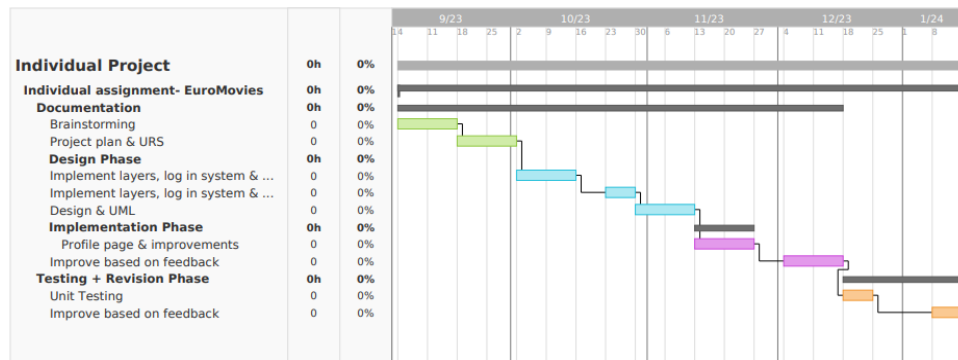 9/23 10/23 11/23 12/23 1/24
14 11 18 25 2 9 16 23 30 6 13 20 27 4 11 18 25 1 8
Individual Project 0h 0%
Individual assignment- EuroMovies 0h 0%
Documentation 0h 0%
Brainstorming 0 0%
Project plan & URS 0 0%
Design Phase 0h 0%
Implement layers, log in system & ... 0 0%
Implement layers, log in system & ... 0 0%
Design & UML 0 0%
Implementation Phase 0h 0%
Profile page & improvements 0 0%
Improve based on feedback 0 0%
Testing + Revision Phase 0h 0%
Unit Testing 0 0%
Improve based on feedback 0 0%